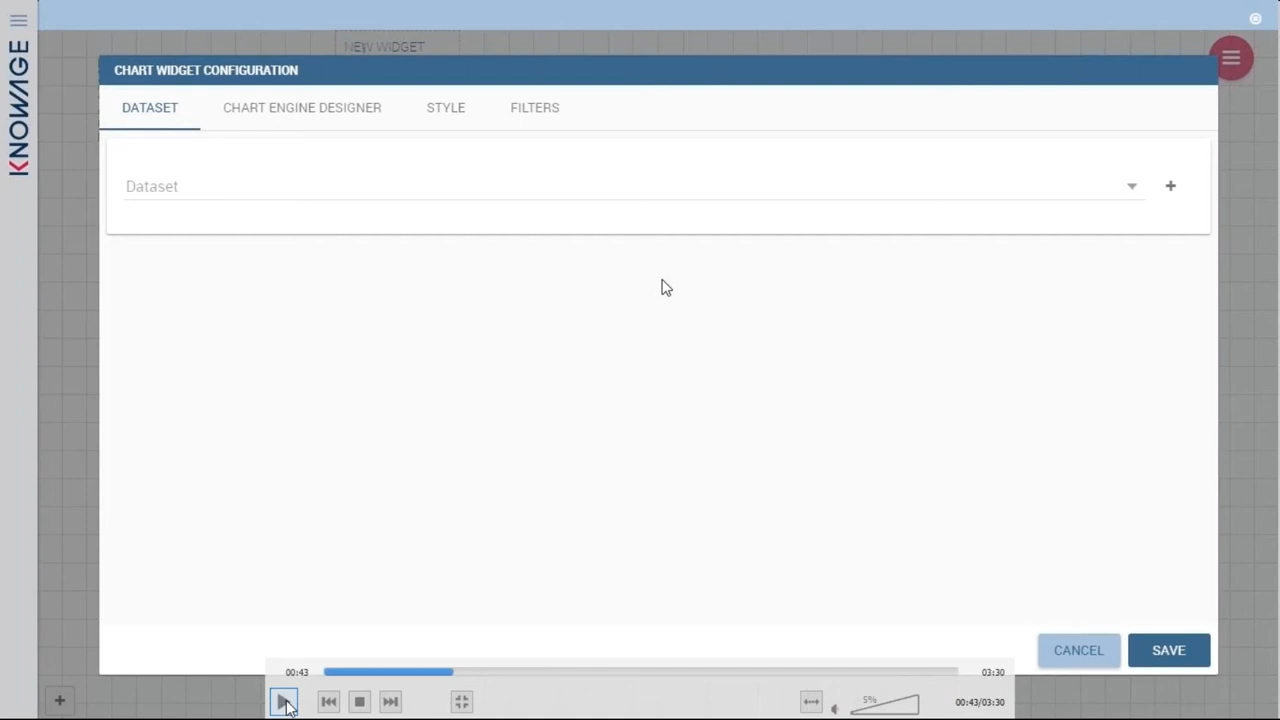 KNOWAGE
NEW WIDGET
CHART WIDGET CONFIGURATION
DATASET CHART ENGINE DESIGNER STYLE FILTERS
Dataset
CANCEL SAVE
00:43 03:30
5% 00:43/03:30